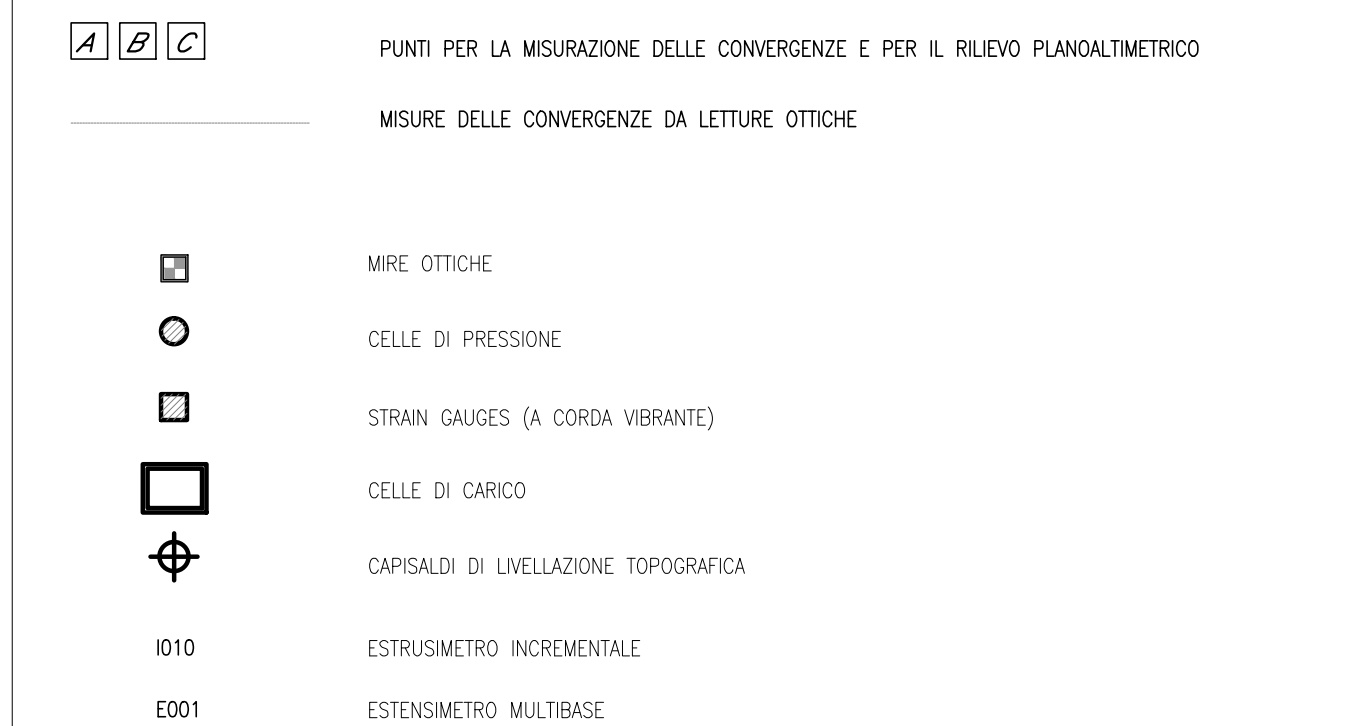 A B C PUNTI PER LA MISURAZIONE DELLE CONVERGENZE E PER IL RILIEVO PLANOALTIMETRICO
MISURE DELLE CONVERGENZE DA LETTURE OTTICHE
MIRE OTTICHE
CELLE DI PRESSIONE
STRAIN GAUGES (A CORDA VIBRANTE)
CELLE DI CARICO
CAPISALDI DI LIVELLAZIONE TOPOGRAFICA
I010 ESTRUSIMETRO INCREMENTALE
E001 ESTENSIMETRO MULTIBASE